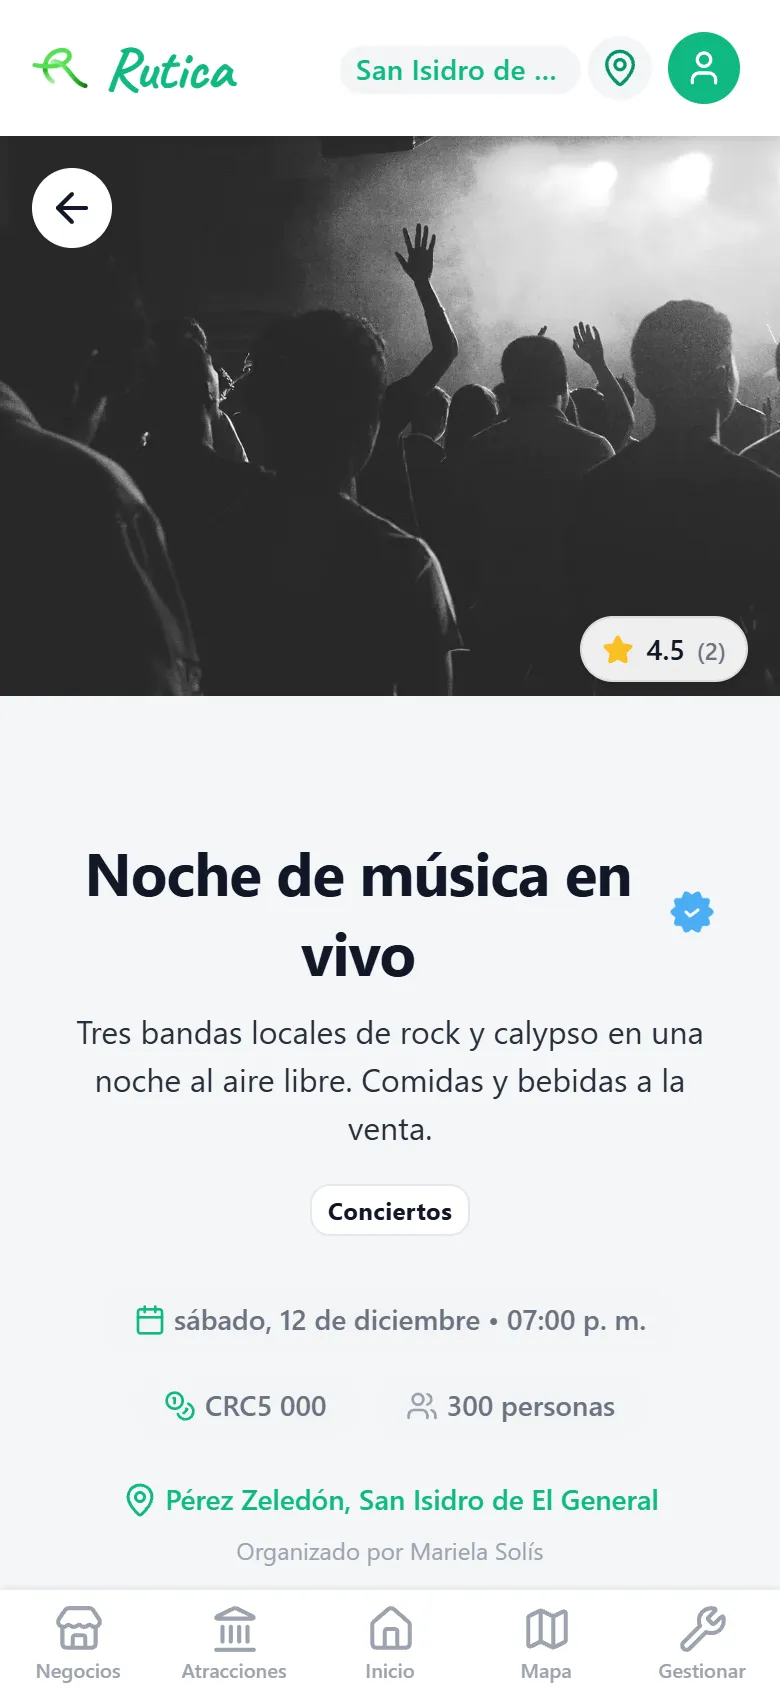 Rutica
San Isidro de ...
4.5 (2)
Noche de música en
vivo
Tres bandas locales de rock y calypso en una
noche al aire libre. Comidas y bebidas a la
venta.
Conciertos
sábado, 12 de diciembre • 07:00 p. m.
CRC5 000
300 personas
Pérez Zeledón, San Isidro de El General
Organizado por Mariela Solís
Negocios
Atracciones
Inicio
Mapa
Gestionar